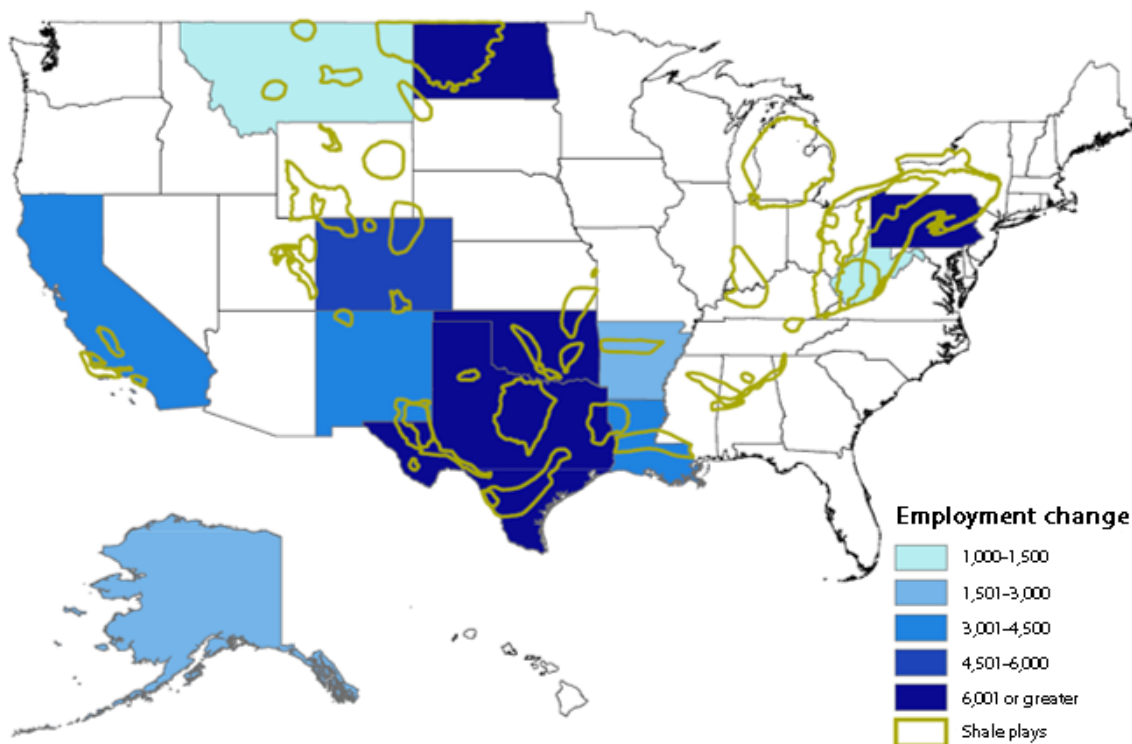 Employment change
1,000–1,500
1,501–3,000
3,001–4,500
4,501–6,000
6,001 or greater
Shale plays